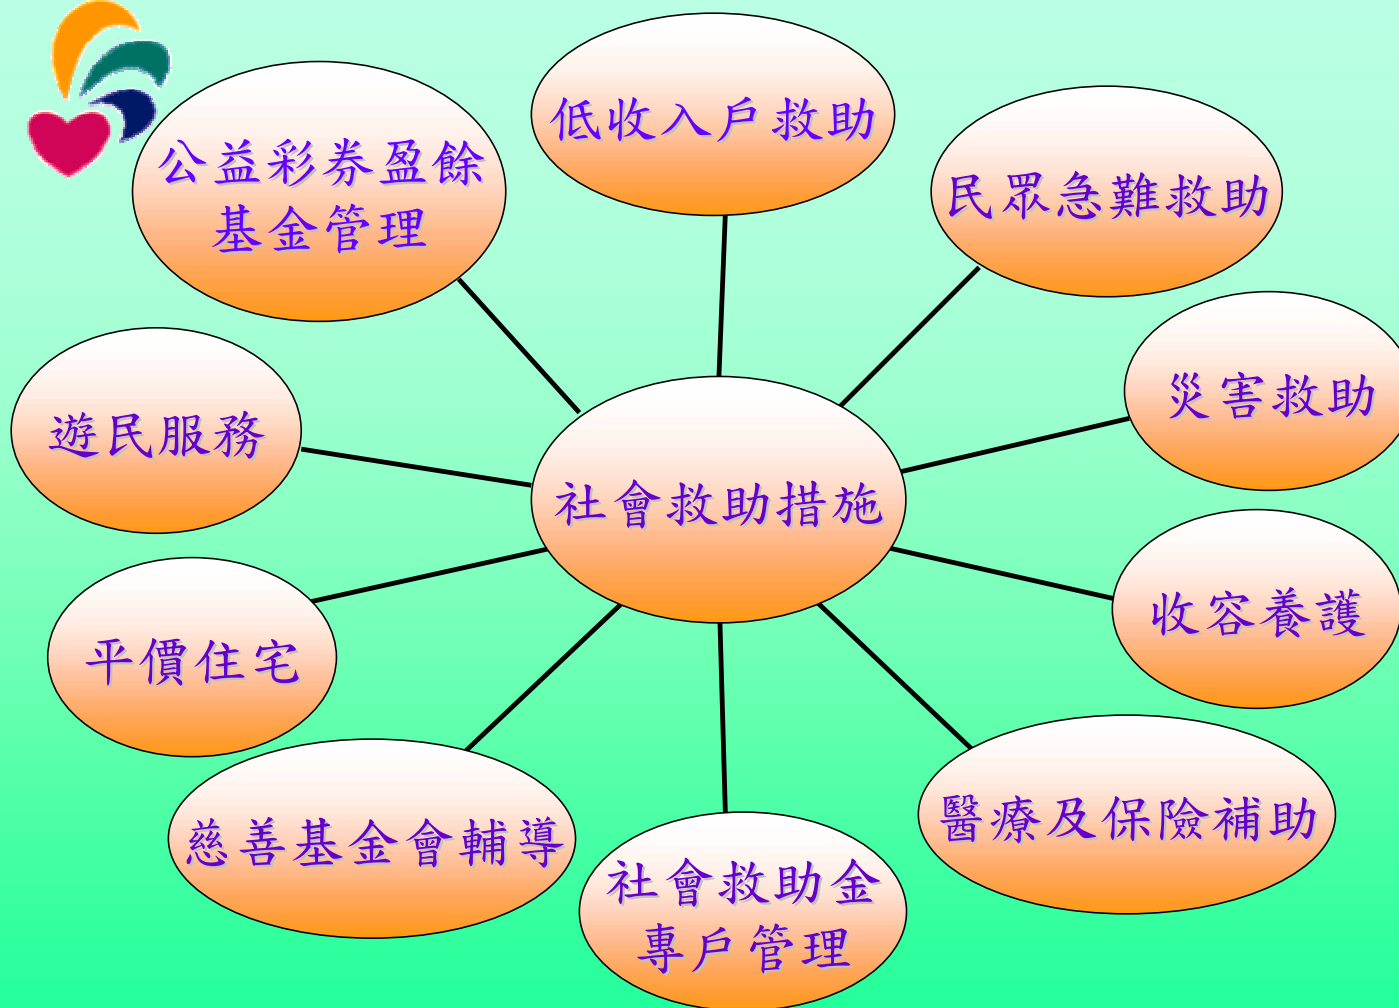 低收入戶救助
公益彩券盈餘
基金管理
民眾急難救助
災害救助
遊民服務
社會救助措施
收容養護
平價住宅
醫療及保險補助
慈善基金會輔導
社會救助金
專戶管理